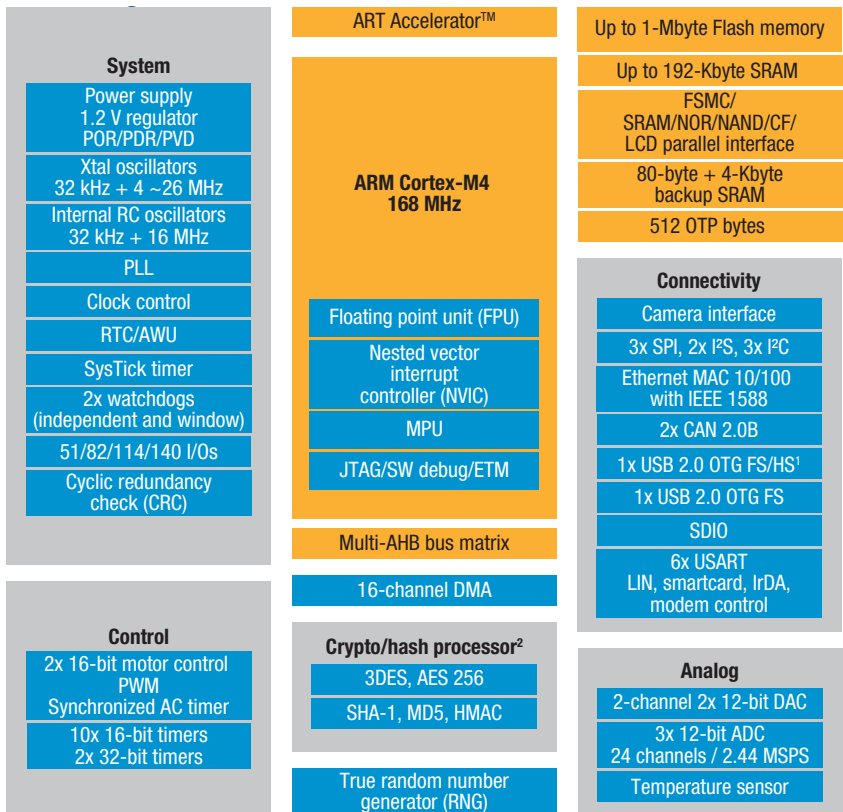 System
Power supply
1.2 V regulator
POR/PDR/PVD
Xtal oscillators
32 kHz + 4 ~26 MHz
Internal RC oscillators
32 kHz + 16 MHz
PLL
Clock control
RTC/AWU
SysTick timer
2x watchdogs
(independent and window)
51/82/114/140 I/Os
Cyclic redundancy
check (CRC)
Control
2x 16-bit motor control
PWM
Synchronized AC timer
10x 16-bit timers
2x 32-bit timers
ART Accelerator™
ARM Cortex-M4
168 MHz
Floating point unit (FPU)
Nested vector
interrupt
controller (NVIC)
MPU
JTAG/SW debug/ETM
Multi-AHB bus matrix
16-channel DMA
Crypto/hash processor²
3DES, AES 256
SHA-1, MD5, HMAC
True random number
generator (RNG)
Up to 1-Mbyte Flash memory
Up to 192-Kbyte SRAM
FSMC/
SRAM/NOR/NAND/CF/
LCD parallel interface
80-byte + 4-Kbyte
backup SRAM
512 OTP bytes
Connectivity
Camera interface
3x SPI, 2x I²S, 3x I²C
Ethernet MAC 10/100
with IEEE 1588
2x CAN 2.0B
1x USB 2.0 OTG FS/HS¹
1x USB 2.0 OTG FS
SDIO
6x USART
LIN, smartcard, IrDA,
modem control
Analog
2-channel 2x 12-bit DAC
3x 12-bit ADC
24 channels / 2.44 MSPS
Temperature sensor